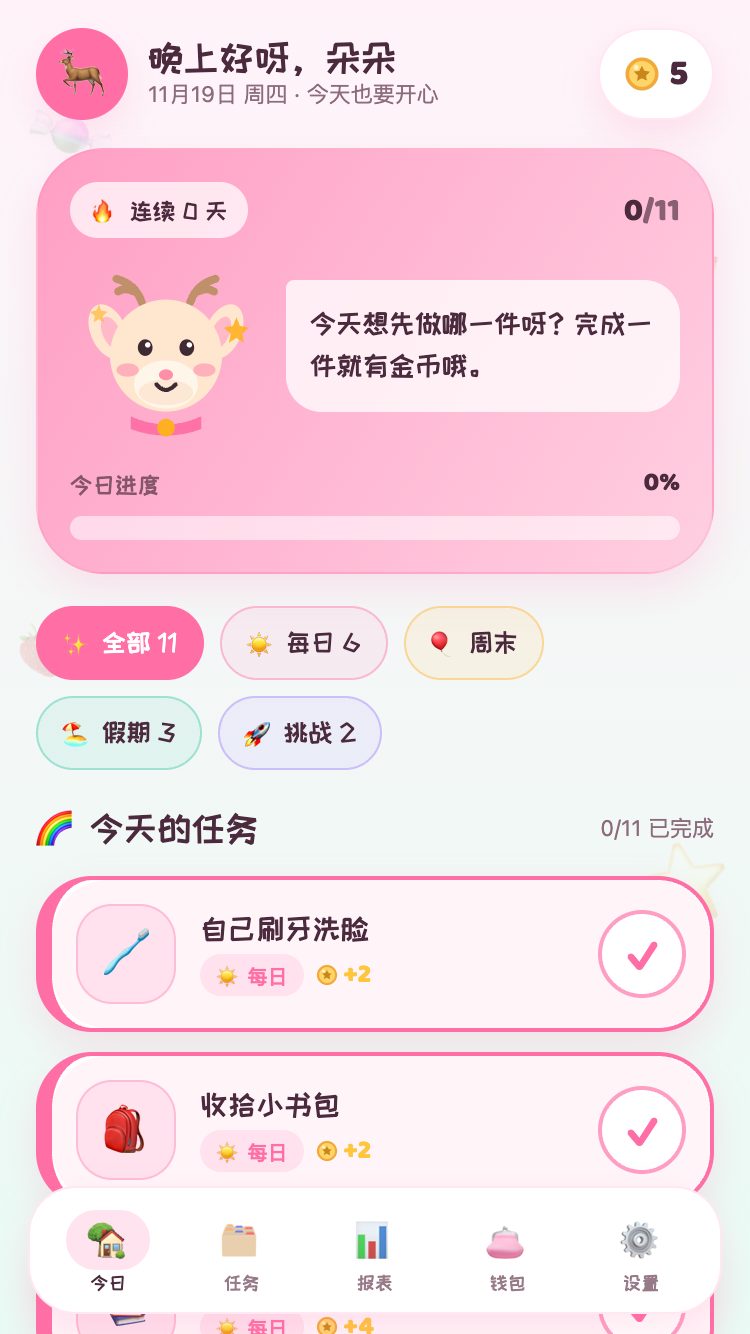 晚上好呀，朵朵
11月19日 周四 · 今天也要开心
5
连续 0 天
0/11
今天想先做哪一件呀？完成一
件就有金币哦。
今日进度
0%
全部 11
每日 6
周末
假期 3
挑战 2
今天的任务
0/11 已完成
自己刷牙洗脸
每日
+2
收拾小书包
每日
+2
今日
任务
报表
钱包
设置
每日
+4